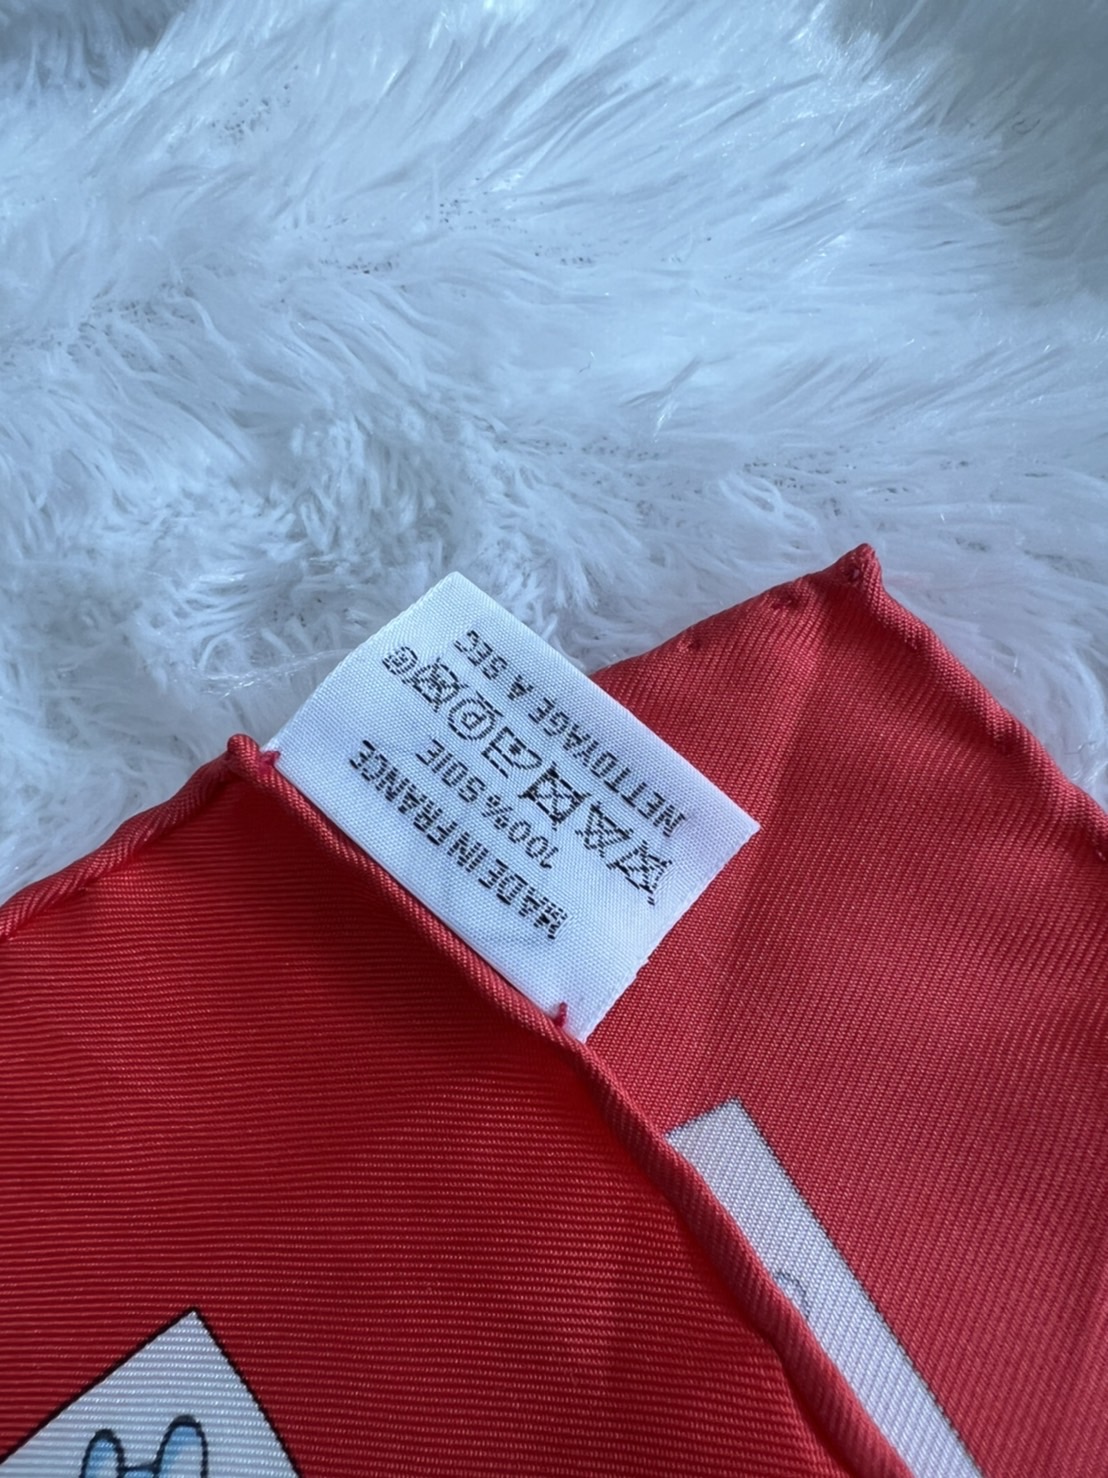 MADE IN FRANCE
100% SOIE
P
NETTOYAGE A SEC